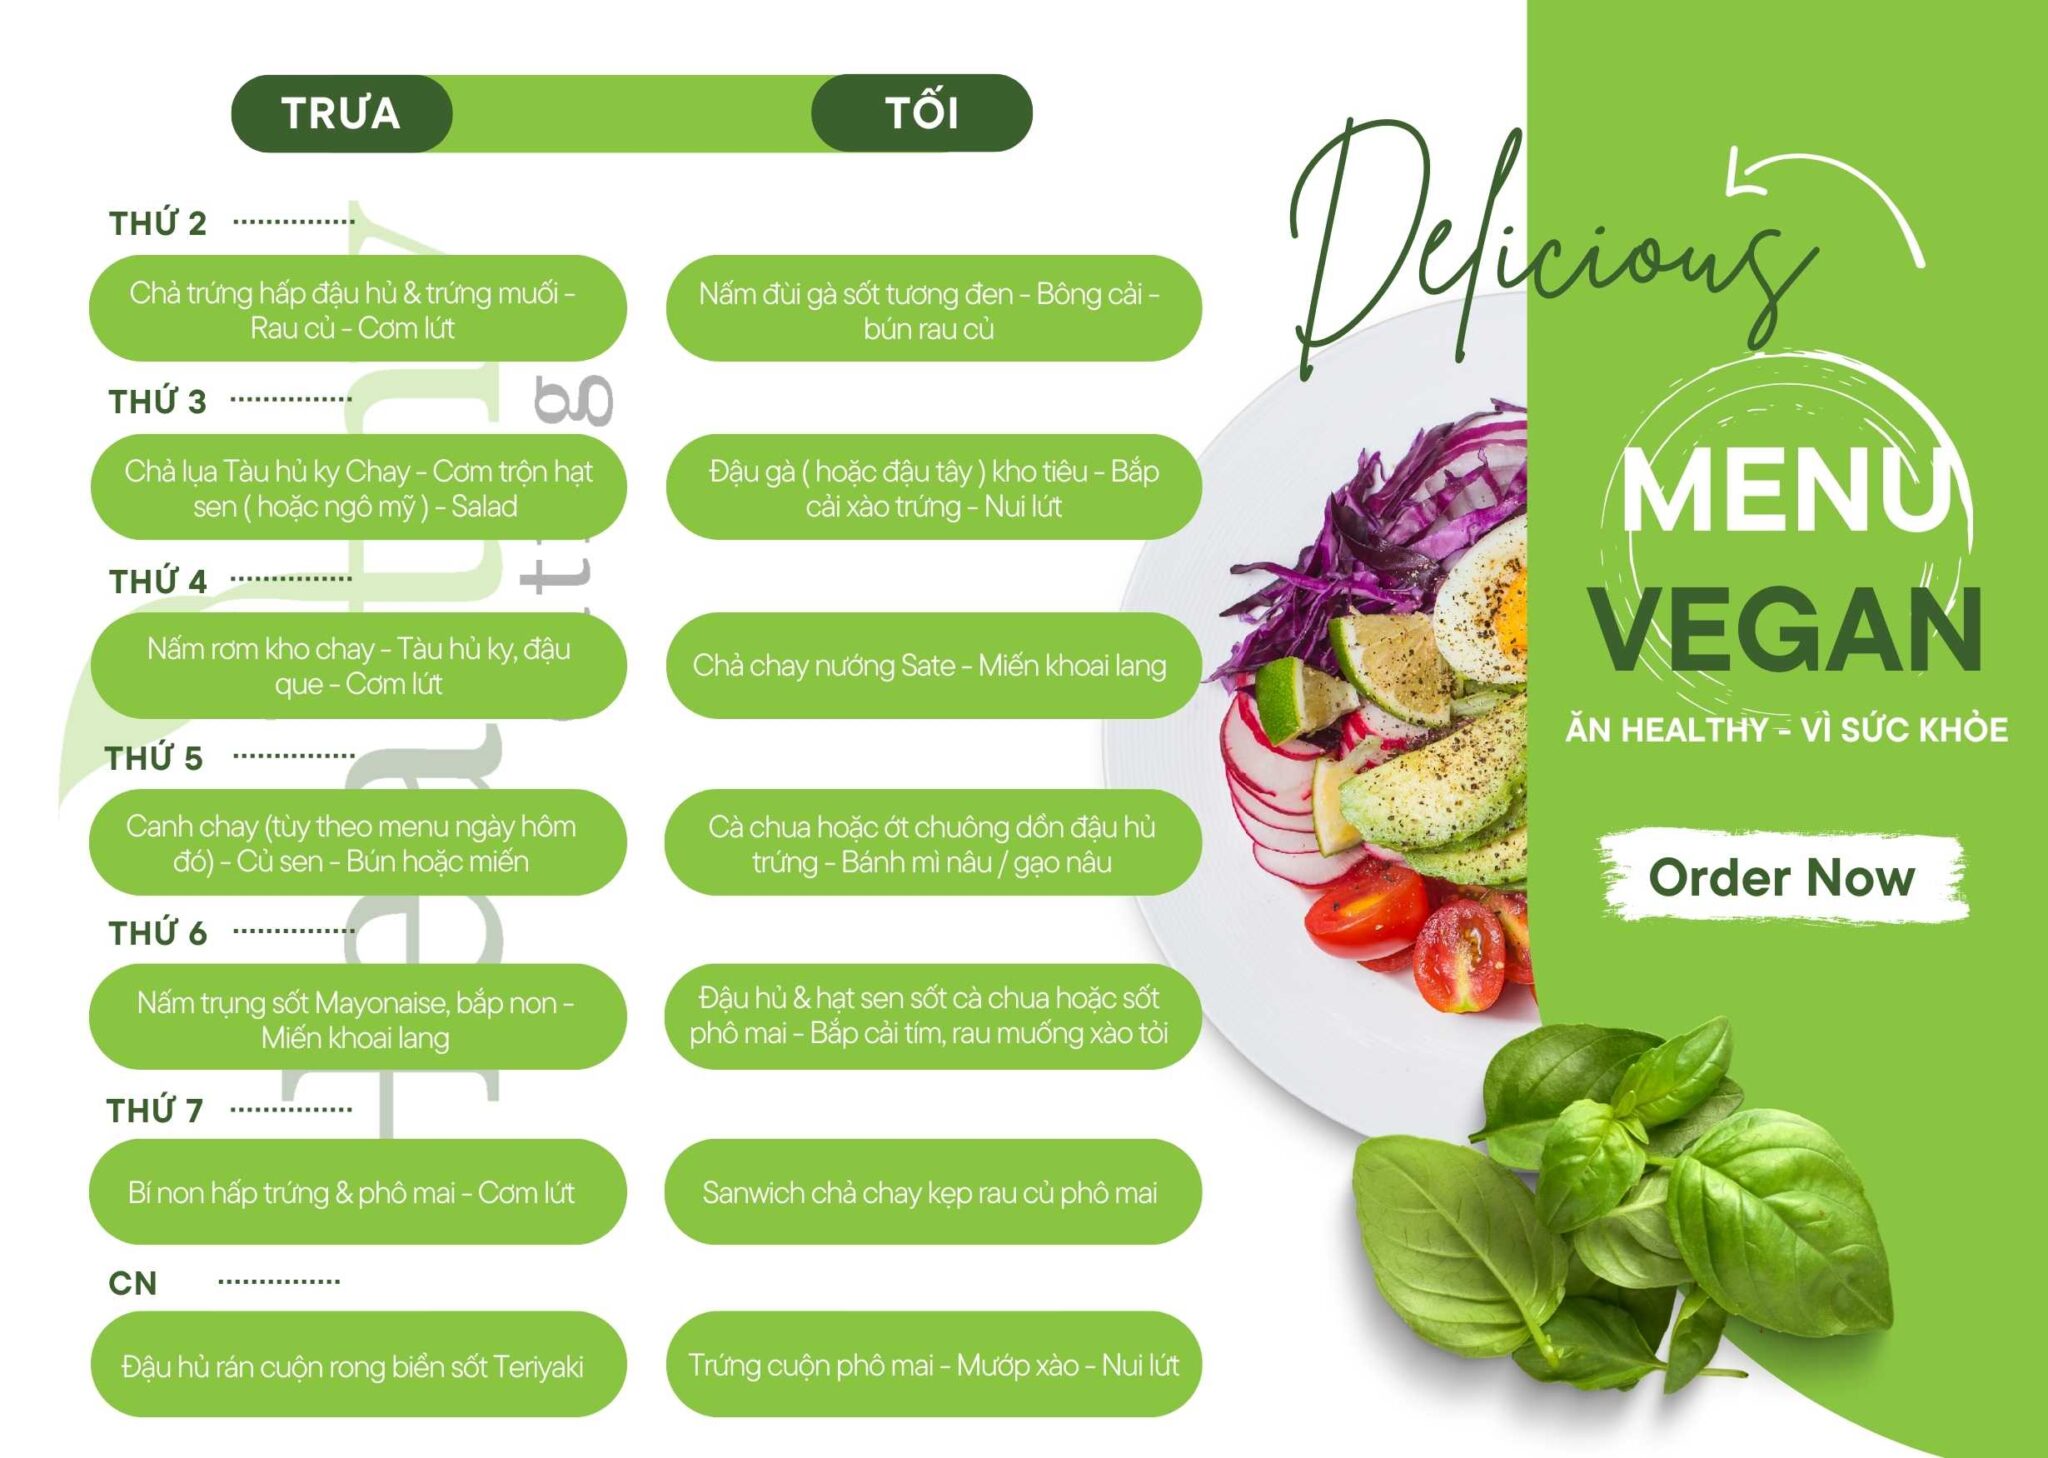 TRƯA
TỐI
THỨ 2
Chả trứng hấp đậu hủ & trứng muối -
Rau củ - Cơm lứt
Nấm đùi gà sốt tương đen - Bông cải -
bún rau củ
THỨ 3
Chả lụa Tàu hủ ky Chay - Cơm trộn hạt
sen ( hoặc ngô mỹ ) - Salad
Đậu gà ( hoặc đậu tây ) kho tiêu - Bắp
cải xào trứng - Nui lứt
THỨ 4
Nấm rơm kho chay - Tàu hủ ky, đậu
que - Cơm lứt
Chả chay nướng Sate - Miến khoai lang
THỨ 5
Canh chay (tùy theo menu ngày hôm
đó) - Củ sen - Bún hoặc miến
Cà chua hoặc ớt chuông dồn đậu hủ
trứng - Bánh mì nâu / gạo nâu
THỨ 6
Nấm trụng sốt Mayonaise, bắp non -
Miến khoai lang
Đậu hủ & hạt sen sốt cà chua hoặc sốt
phô mai - Bắp cải tím, rau muống xào tỏi
THỨ 7
Bí non hấp trứng & phô mai - Cơm lứt
Sanwich chả chay kẹp rau củ phô mai
CN
Đậu hủ rán cuộn rong biển sốt Teriyaki
Trứng cuộn phô mai - Mướp xào - Nui lứt
Delicious
MENU
VEGAN
ĂN HEALTHY - VÌ SỨC KHỎE
Order Now